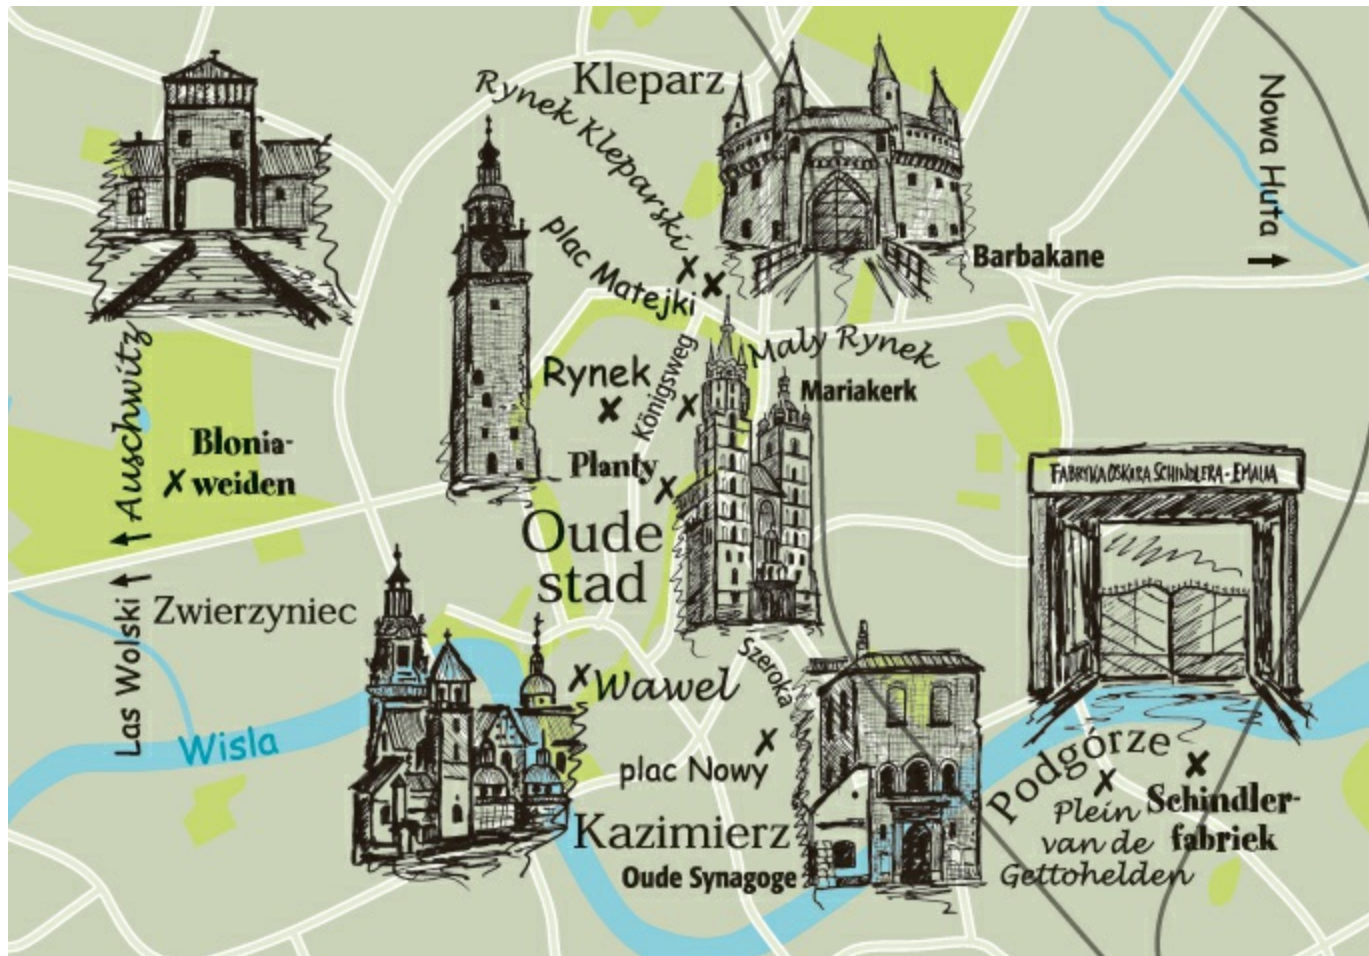 Kleparz
Rynek Kleparski
Nowa Huta
plac Matejki
Barbakane
Maly Rynek
Rynek
Königsweg
Mariakerk
Auschwitz
Blonia-
weiden
Planty
FABRYKA OSKARA SCHINDLERA - EMALIA
Oude
stad
Las Wolski
Zwierzyniec
Szeroka
Wawel
Wisla
plac Nowy
Podgórze
Schindler-
fabriek
Plein
van de
Gettohelden
Kazimierz
Oude Synagoge